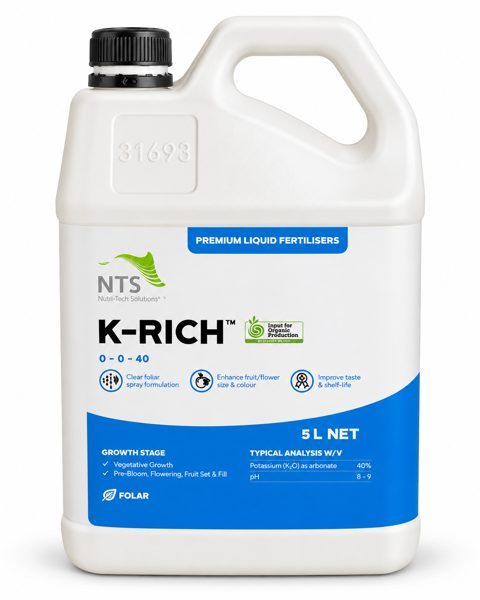 31693
PREMIUM LIQUID FERTILISERS
NTS
Nutri-Tech Solutions®
K-RICH™
Input for
Organic
Production
0 - 0 - 40
Clear foliar
spray formulation
Enhance fruit/flower
size & colour
Improve taste
& shelf-life
5 L NET
GROWTH STAGE
✓ Vegetative Growth
✓ Pre-Bloom, Flowering, Fruit Set & Fill
FOLAR
TYPICAL ANALYSIS W/V
Potassium (K₂O) as arbonate 40%
pH 8 - 9